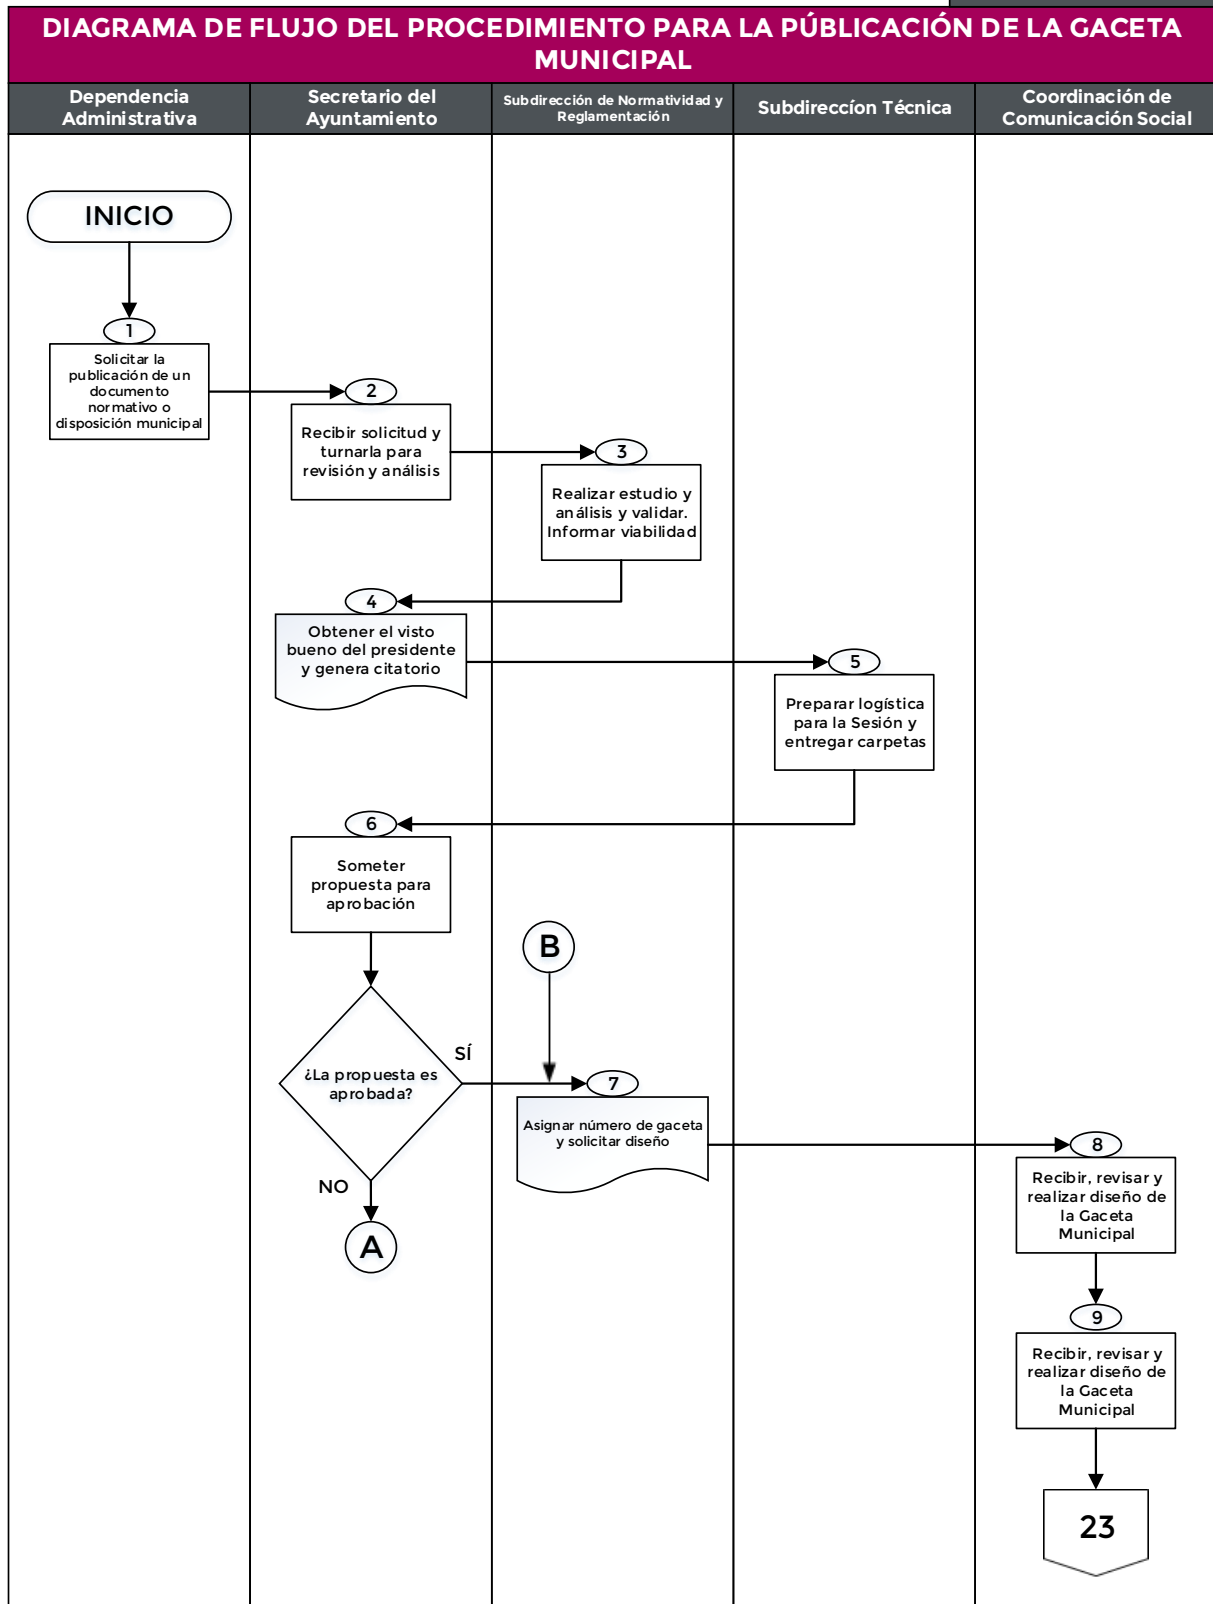 DIAGRAMA DE FLUJO DEL PROCEDIMIENTO PARA LA PÚBLICACIÓN DE LA GACETA
MUNICIPAL
Dependencia
Administrativa
Secretario del
Ayuntamiento
Subdirección de Normatividad y
Reglamentación
Subdireccíon Técnica
Coordinación de
Comunicación Social
INICIO
1
Solicitar la
publicación de un
documento
normativo o
disposición municipal
2
Recibir solicitud y
turnarla para
revisión y análisis
3
Realizar estudio y
análisis y validar.
Informar viabilidad
4
Obtener el visto
bueno del presidente
y genera citatorio
5
Preparar logística
para la Sesión y
entregar carpetas
6
Someter
propuesta para
aprobación
B
¿La propuesta es
aprobada?
SÍ
NO
A
7
Asignar número de gaceta
y solicitar diseño
8
Recibir, revisar y
realizar diseño de
la Gaceta
Municipal
9
Recibir, revisar y
realizar diseño de
la Gaceta
Municipal
23